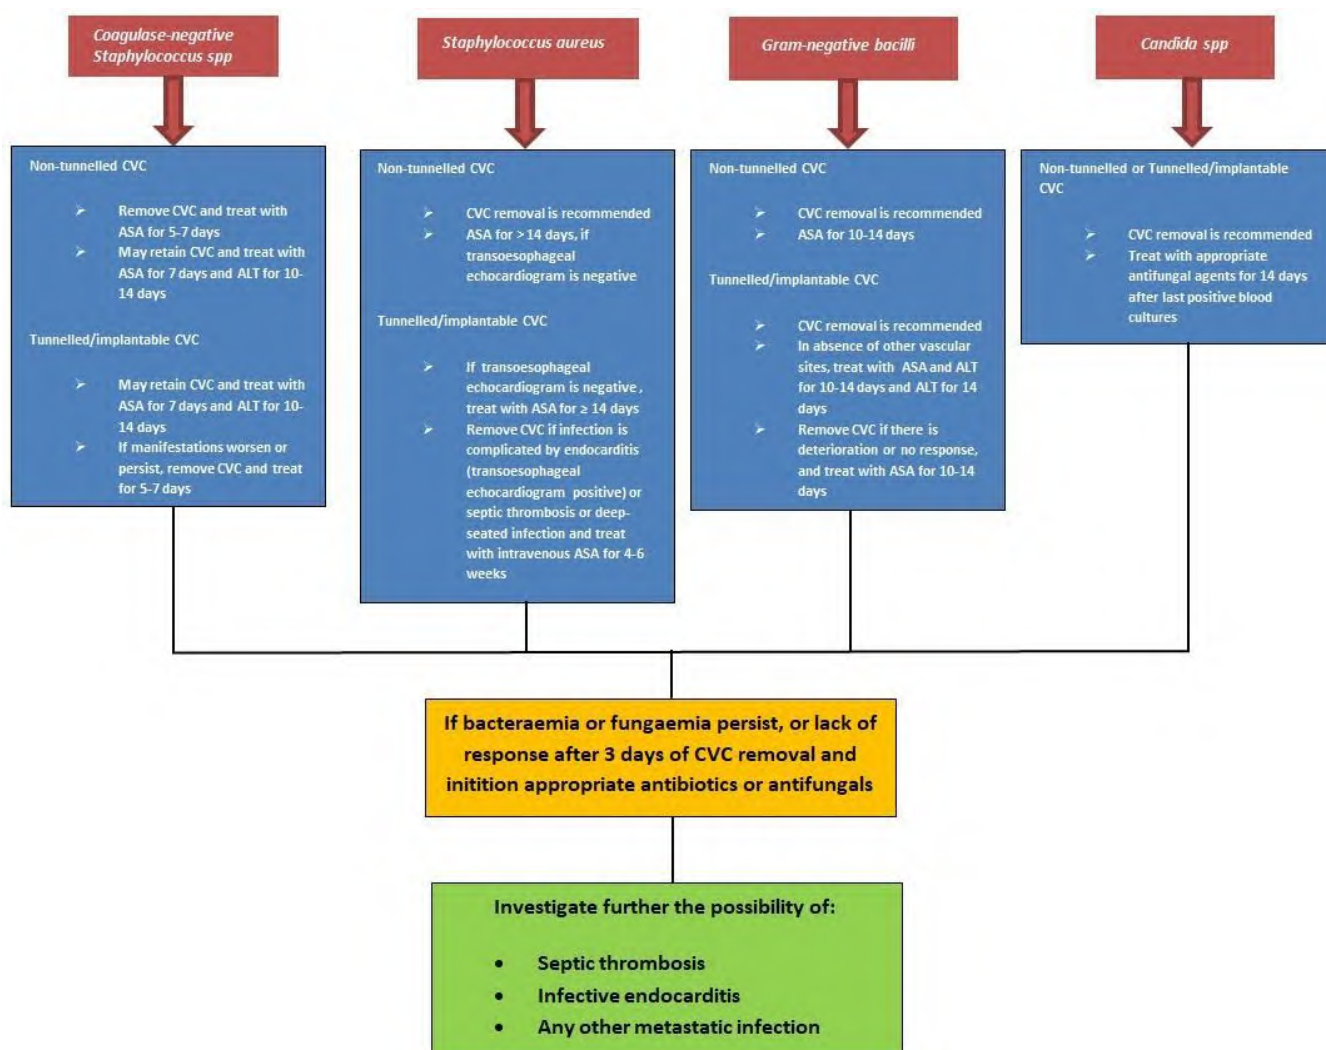 Coagulase-negative
Staphylococcus spp
Staphylococcus aureus
Gram-negative bacilli
Candida spp
Non-tunnelled CVC
➢ Remove CVC and treat with
ASA for 5-7 days
➢ May retain CVC and treat with
ASA for 7 days and ALT for 10-
14 days
Tunnelled/implantable CVC
➢ May retain CVC and treat with
ASA for 7 days and ALT for 10-
14 days
➢ If manifestations worsen or
persist, remove CVC and treat
for 5-7 days
Non-tunnelled CVC
➢ CVC removal is recommended
➢ ASA for > 14 days, if
transoesophageal
echocardiogram is negative
Tunnelled/implantable CVC
➢ If transoesophageal
echocardiogram is negative ,
treat with ASA for ≥ 14 days
➢ Remove CVC if infection is
complicated by endocarditis
(transoesophageal
echocardiogram positive) or
septic thrombosis or deep-
seated infection and treat
with intravenous ASA for 4-6
weeks
Non-tunnelled CVC
➢ CVC removal is recommended
➢ ASA for 10-14 days
Tunnelled/implantable CVC
➢ CVC removal is recommended
➢ In absence of other vascular
sites, treat with ASA and ALT
for 10-14 days and ALT for 14
days
➢ Remove CVC if there is
deterioration or no response,
and treat with ASA for 10-14
days
Non-tunnelled or Tunnelled/implantable
CVC
➢ CVC removal is recommended
➢ Treat with appropriate
antifungal agents for 14 days
after last positive blood
cultures
If bacteraemia or fungaemia persist, or lack of
response after 3 days of CVC removal and
initition appropriate antibiotics or antifungals
Investigate further the possibility of:
• Septic thrombosis
• Infective endocarditis
• Any other metastatic infection